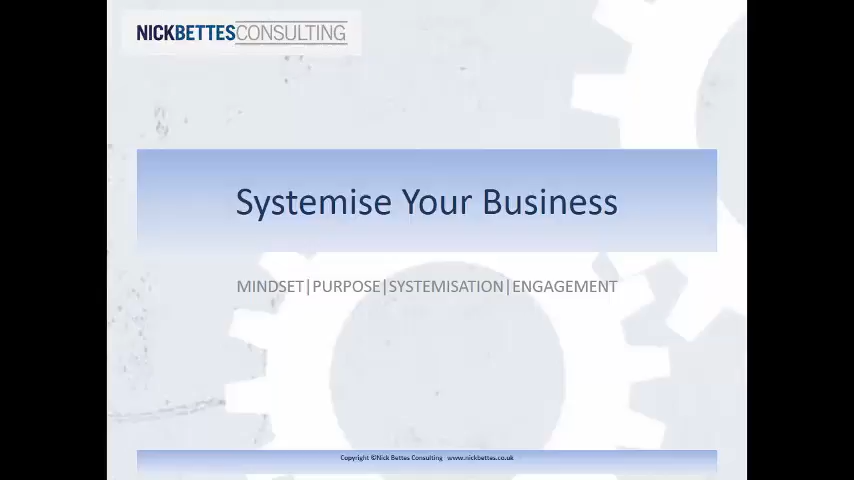 NICKBETTESCONSULTING
Systemise Your Business
MINDSET|PURPOSE|SYSTEMISATION|ENGAGEMENT
Copyright ©Nick Bettes Consulting www.nickbettes.co.uk